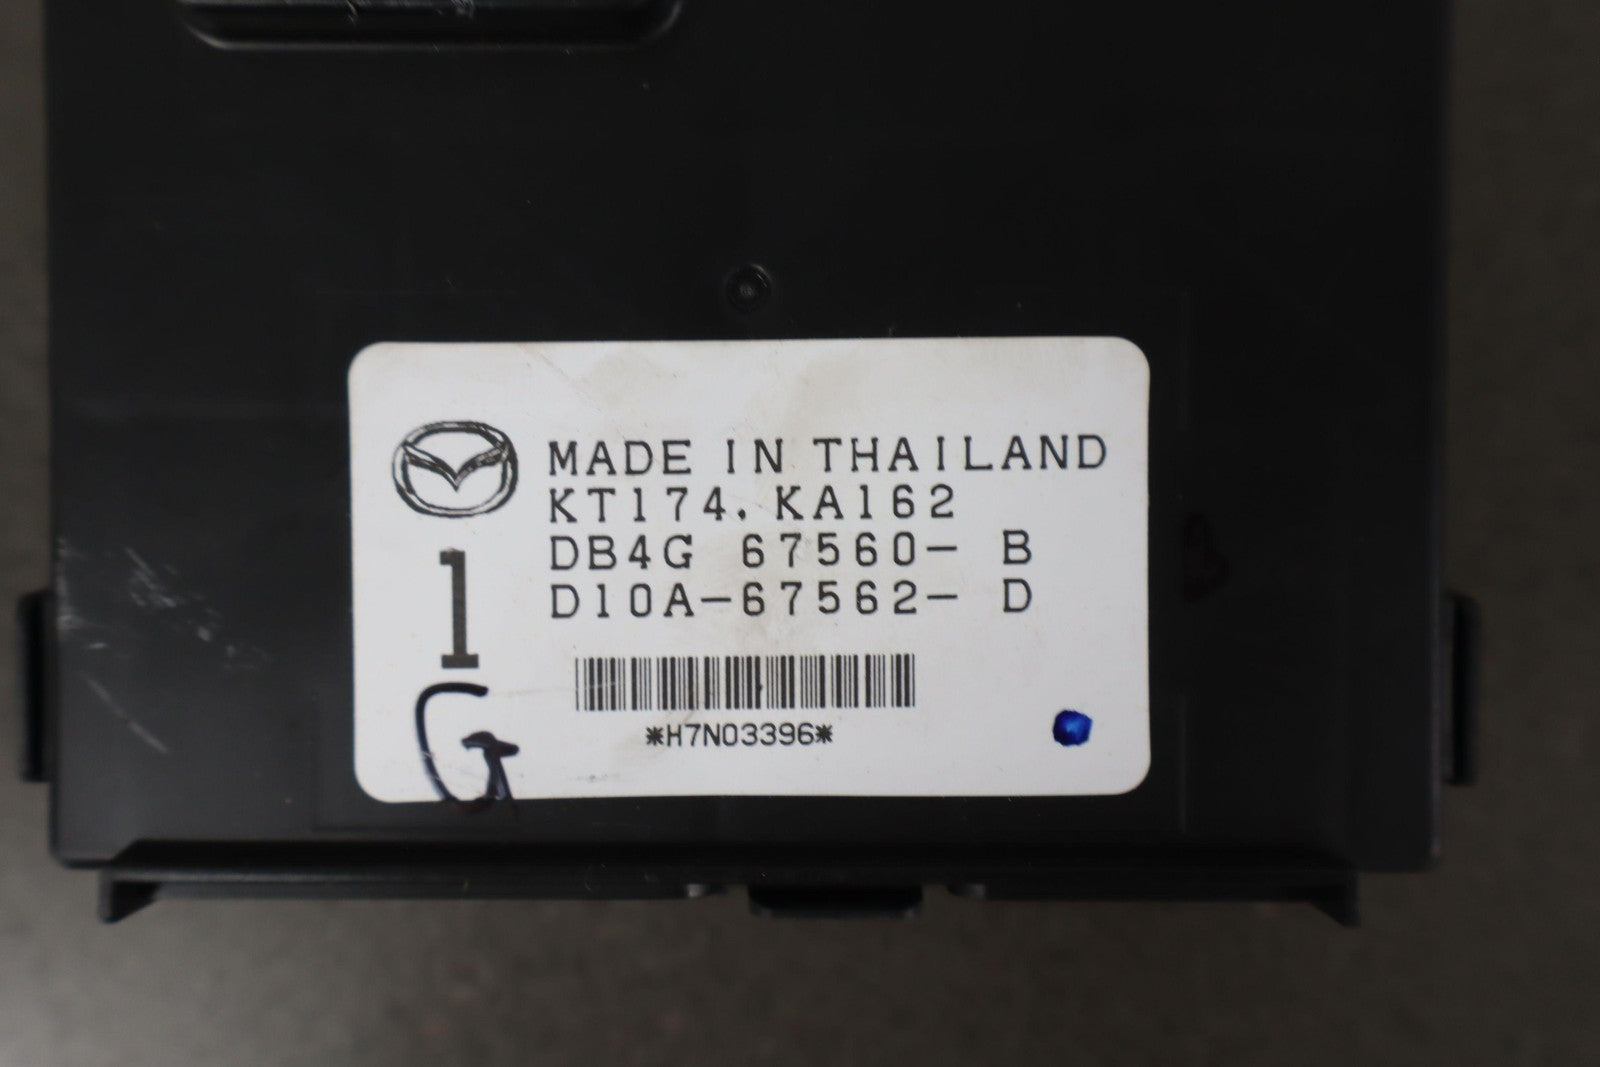 MADE IN THAILAND
KT174. KA162
DB4G 67560- B
D10A-67562- D
1
G
*H7N03396*